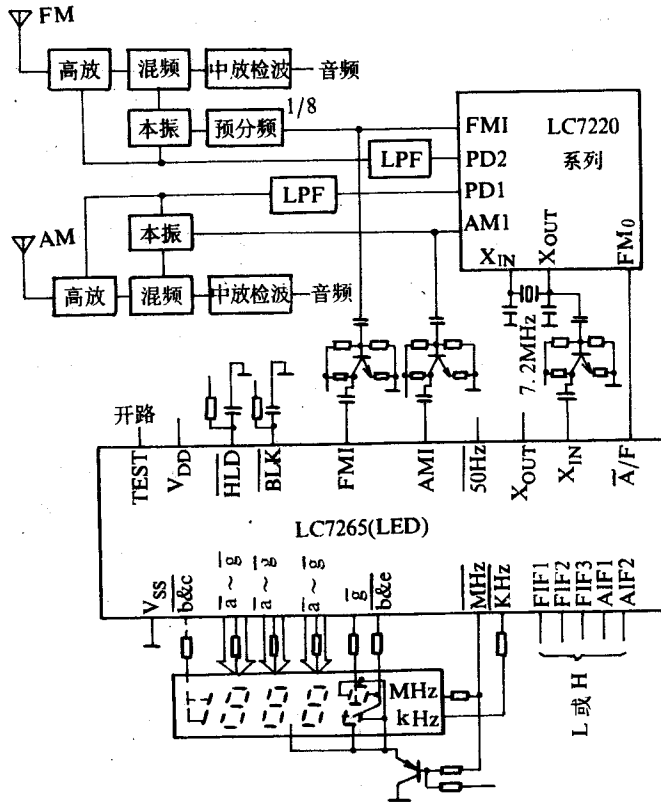 FM
高放
混频
中放检波
音频
本振
预分频
1/8
LPF
LPF
FMI
PD2
PD1
AM1
LC7220
系列
XIN
XOUT
FM0
AM
本振
高放
混频
中放检波
音频
7.2MHz
开路
TEST
VDD
HLD
BLK
FMI
AMI
50Hz
XOUT
XIN
A/F
LC7265(LED)
VSS
b&c
a~g
a~g
a~g
g
b&e
MHz
KHz
FIF1
FIF2
FIF3
AIF1
AIF2
MHz
kHz
L 或 H